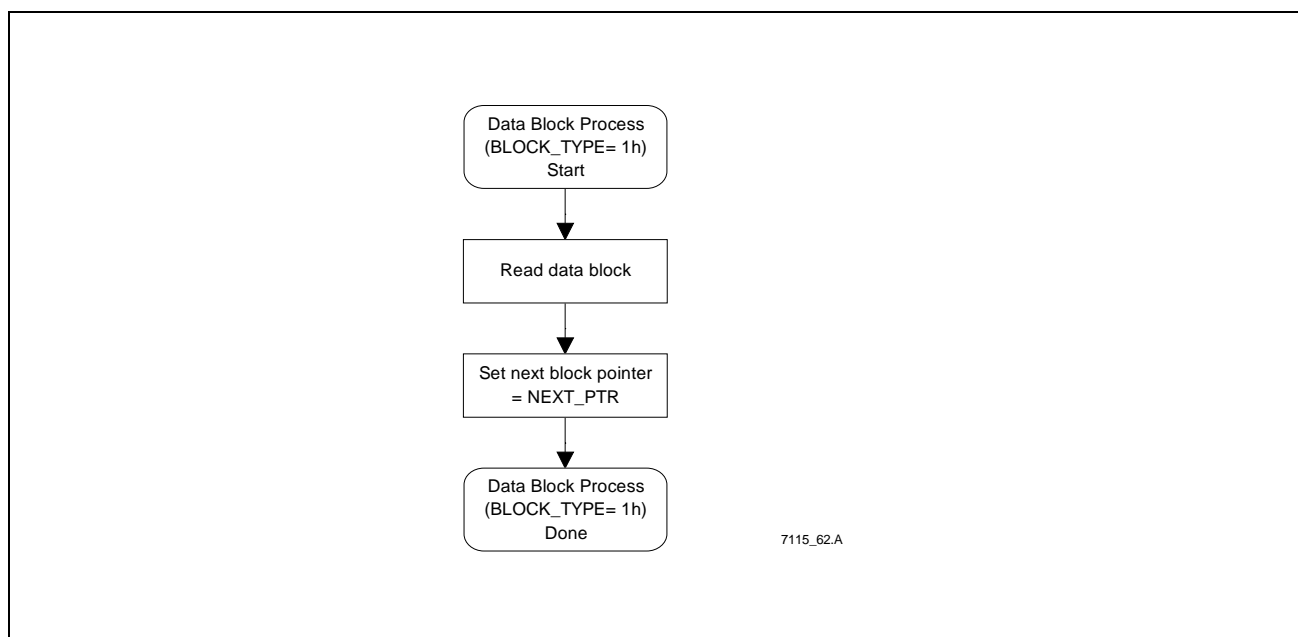 Data Block Process
(BLOCK_TYPE= 1h)
Start
Read data block
Set next block pointer
= NEXT_PTR
Data Block Process
(BLOCK_TYPE= 1h)
Done
7115_62.A